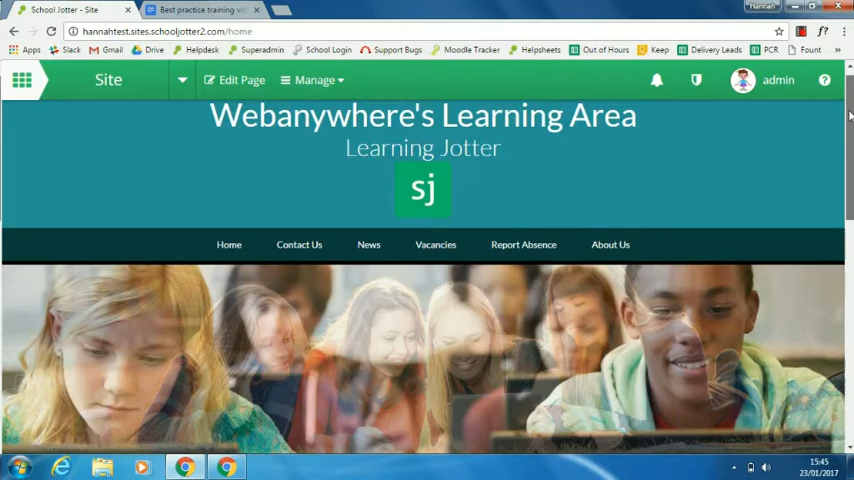 Hannah
School Jotter - Site
Best practice training vid
hannahtest.sites.schooljotter2.com/home
Apps Slack Gmail Drive Helpdesk Superadmin School Login Support Bugs Moodle Tracker Helpsheets Out of Hours Keep Delivery Leads PCR Fount »
Site Edit Page Manage admin ?
Webanywhere's Learning Area
Learning Jotter
sj
Home Contact Us News Vacancies Report Absence About Us
15:45
23/01/2017